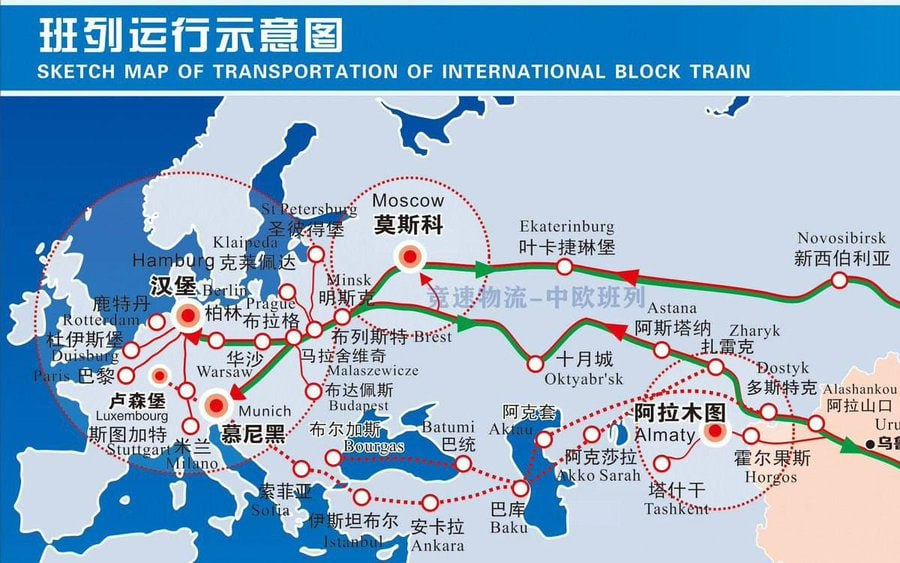 班列运行示意图
SKETCH MAP OF TRANSPORTATION OF INTERNATIONAL BLOCK TRAIN
Moscow
莫斯科
St Petersburg
圣彼得堡
Ekaterinburg
叶卡捷琳堡
Novosibirsk
新西伯利亚
Klaipeda
克莱佩达
Hamburg
汉堡
Minsk
明斯克
Berlin
柏林
Prague
布拉格
竞速物流-中欧班列
鹿特丹
Rotterdam
杜伊斯堡
Duisburg
Paris 巴黎
华沙
Warsaw
布列斯特 Brest
马拉舍维奇
Malaszewicze
布达佩斯
Budapest
Astana
阿斯塔纳
Zharyk
扎雷克
十月城
Oktyabr'sk
Dostyk
多斯特克
Alashankou
阿拉山口
Uru
乌鲁
卢森堡
Luxembourg
Munich
慕尼黑
斯图加特
Stuttgart
米兰
Milano
阿克套
Aktau
阿拉木图
Almaty
布尔加斯
Bourgas
Batumi
巴统
阿克莎拉
Akko Sarah
霍尔果斯
Horgos
塔什干
Tashkent
索菲亚
Sofia
伊斯坦布尔
Istanbul
安卡拉
Ankara
巴库
Baku